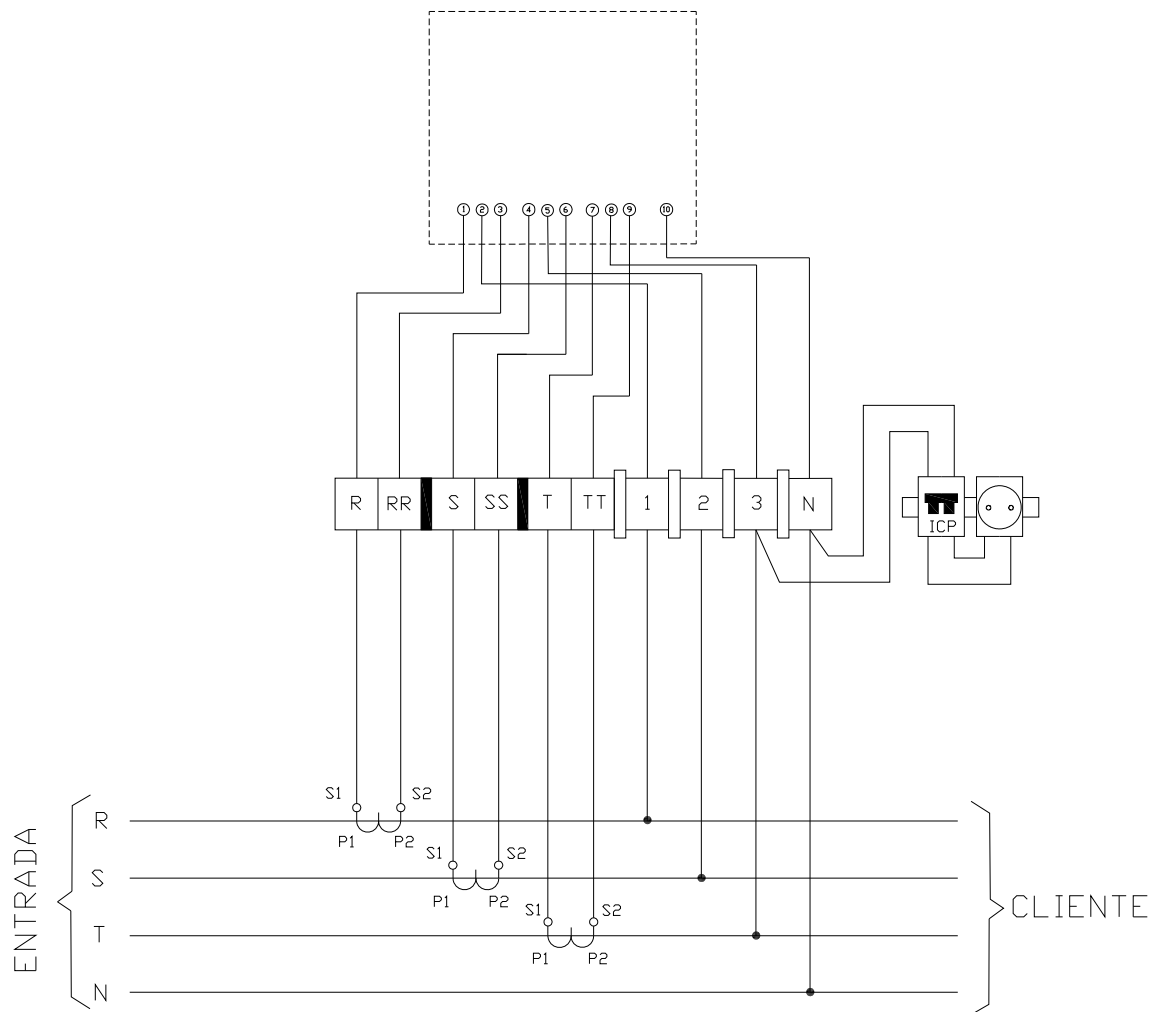 1 2 3 4 5 6 7 8 9 10
R RR S SS T TT 1 2 3 N
ICP
S1 S2
R
P1 P2
S1 S2
S
P1 P2
S1 S2
T
P1 P2
N
ENTRADA
CLIENTE